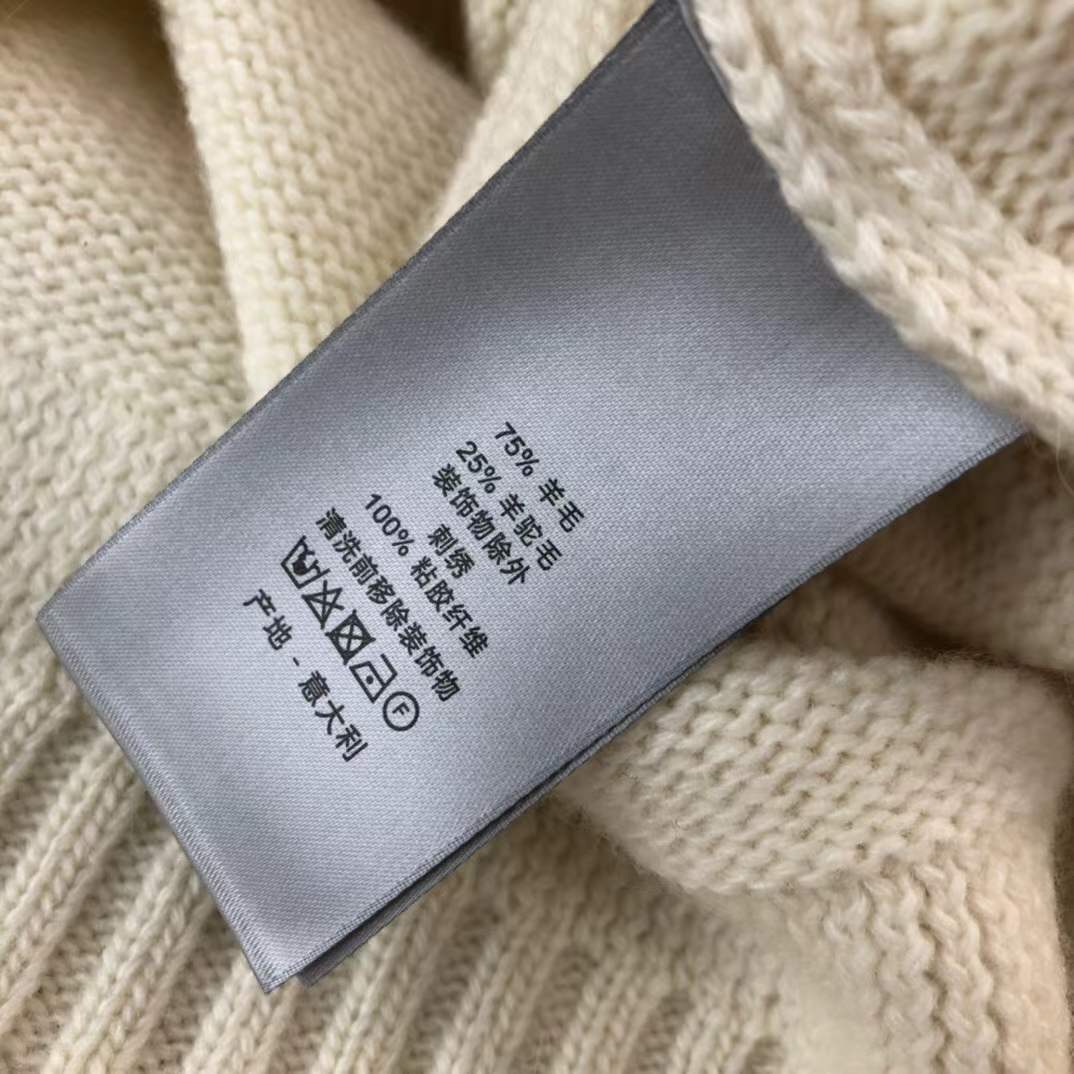 75% 羊毛
25% 羊驼毛
装饰物除外
刺绣
100% 粘胶纤维
清洗前移除装饰物
F
产地 - 意大利